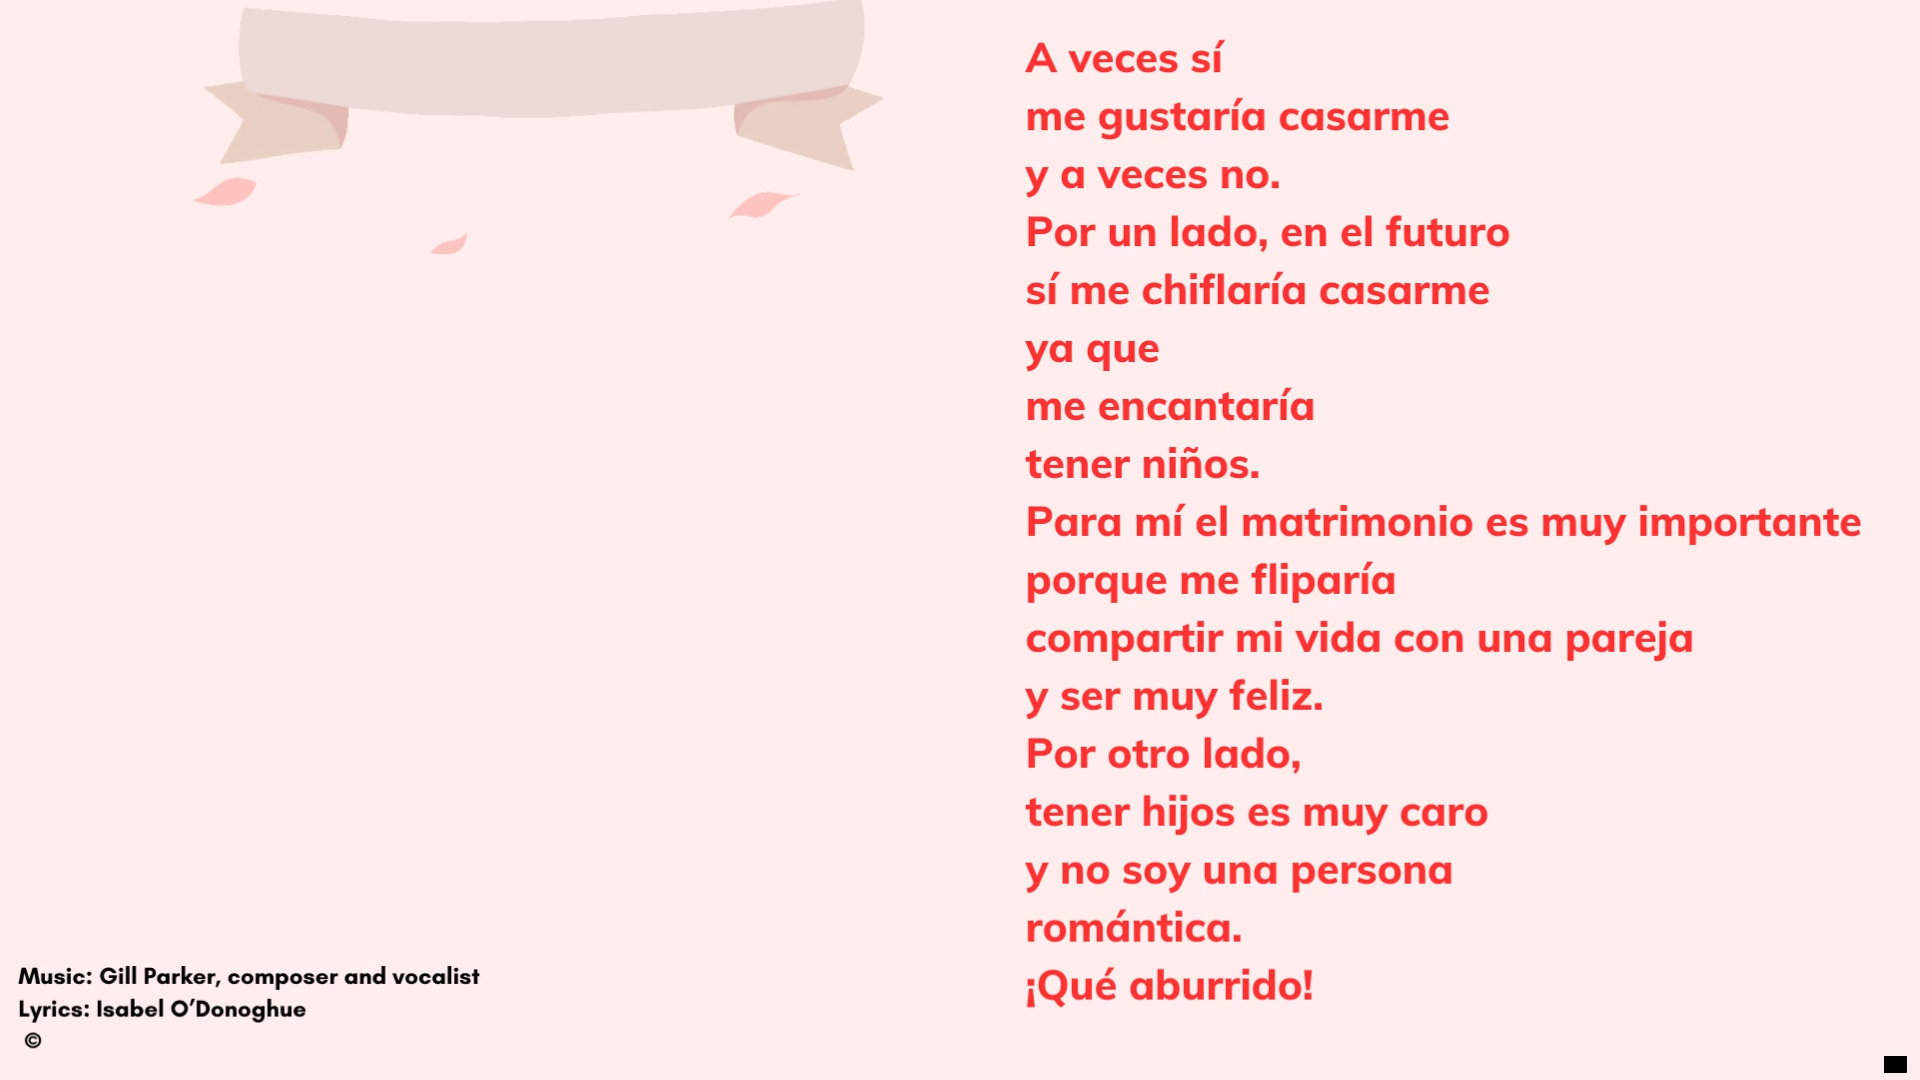 A veces sí
me gustaría casarme
y a veces no.
Por un lado, en el futuro
sí me chiflaría casarme
ya que
me encantaría
tener niños.
Para mí el matrimonio es muy importante
porque me fliparía
compartir mi vida con una pareja
y ser muy feliz.
Por otro lado,
tener hijos es muy caro
y no soy una persona
romántica.
¡Qué aburrido!
Music: Gill Parker, composer and vocalist
Lyrics: Isabel O’Donoghue
©